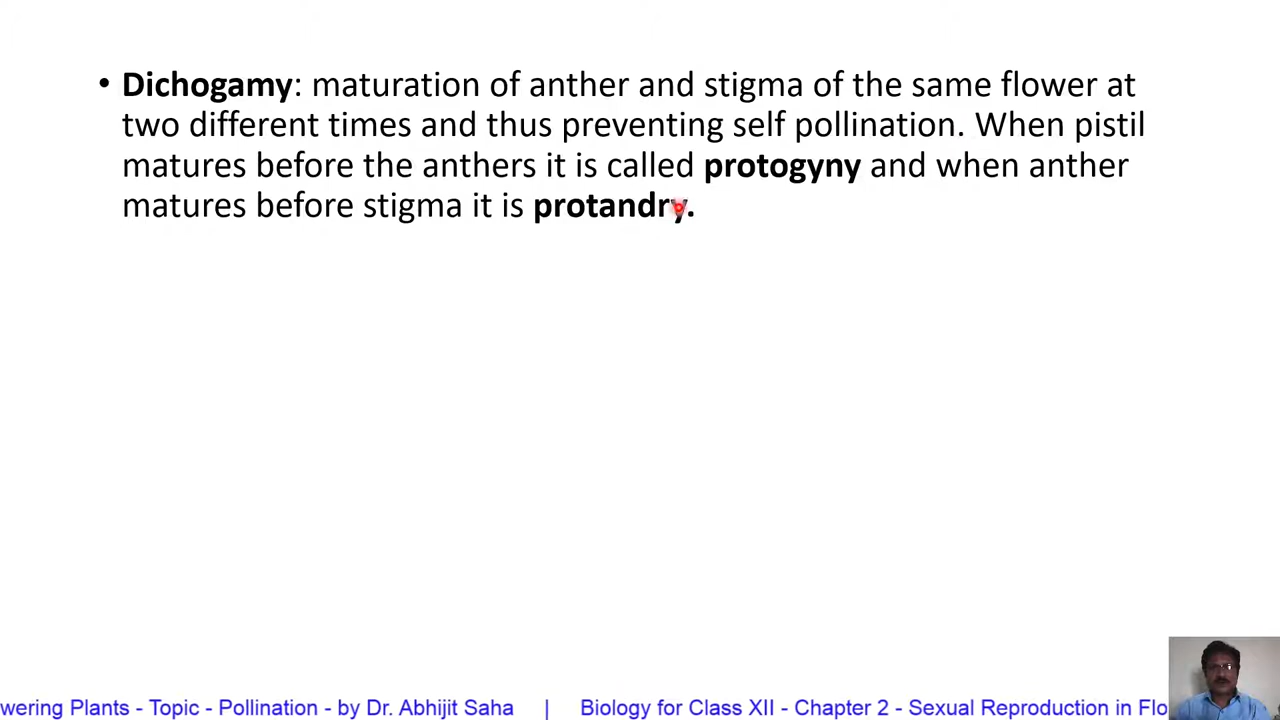 • Dichogamy: maturation of anther and stigma of the same flower at
two different times and thus preventing self pollination. When pistil
matures before the anthers it is called protogyny and when anther
matures before stigma it is protandry.
wering Plants - Topic - Pollination - by Dr. Abhijit Saha | Biology for Class XII - Chapter 2 - Sexual Reproduction in Flo